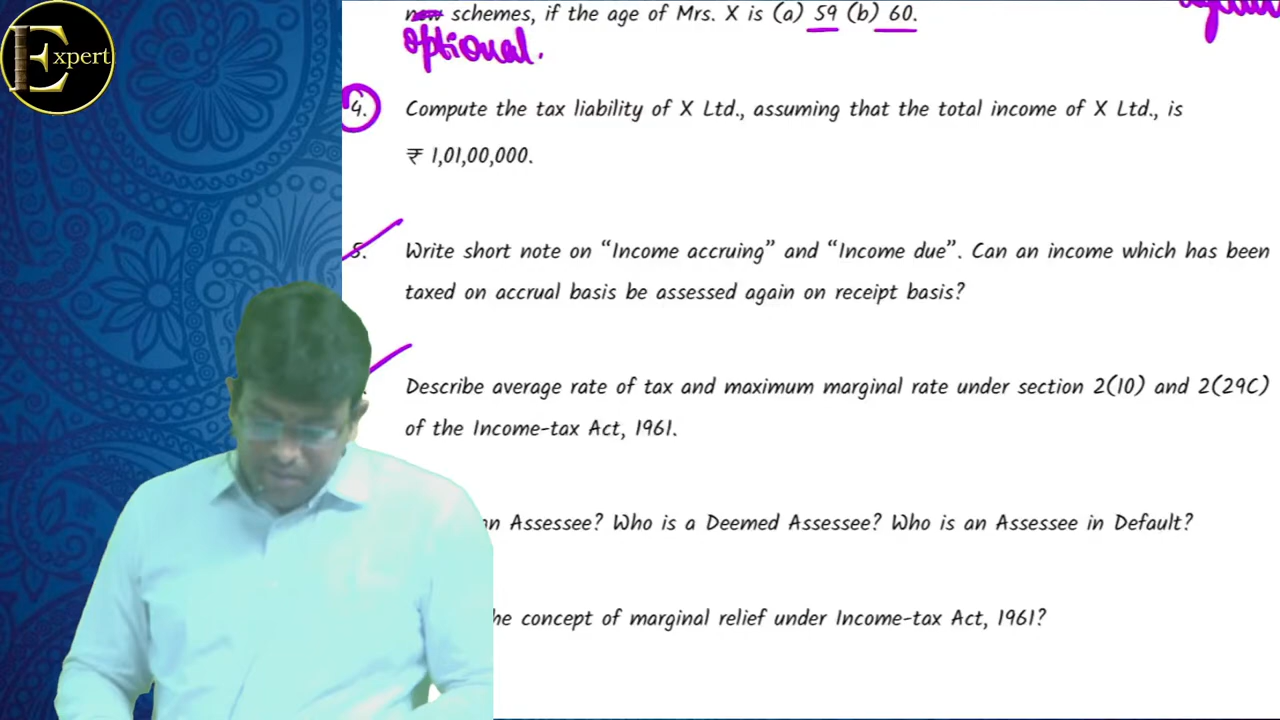 Expert
new schemes, if the age of Mrs. X is (a) 59 (b) 60.
optional.
4. Compute the tax liability of X Ltd., assuming that the total income of X Ltd., is
₹ 1,01,00,000.
5. Write short note on “Income accruing” and “Income due”. Can an income which has been
taxed on accrual basis be assessed again on receipt basis?
Describe average rate of tax and maximum marginal rate under section 2(10) and 2(29C)
of the Income-tax Act, 1961.
an Assessee? Who is a Deemed Assessee? Who is an Assessee in Default?
the concept of marginal relief under Income-tax Act, 1961?